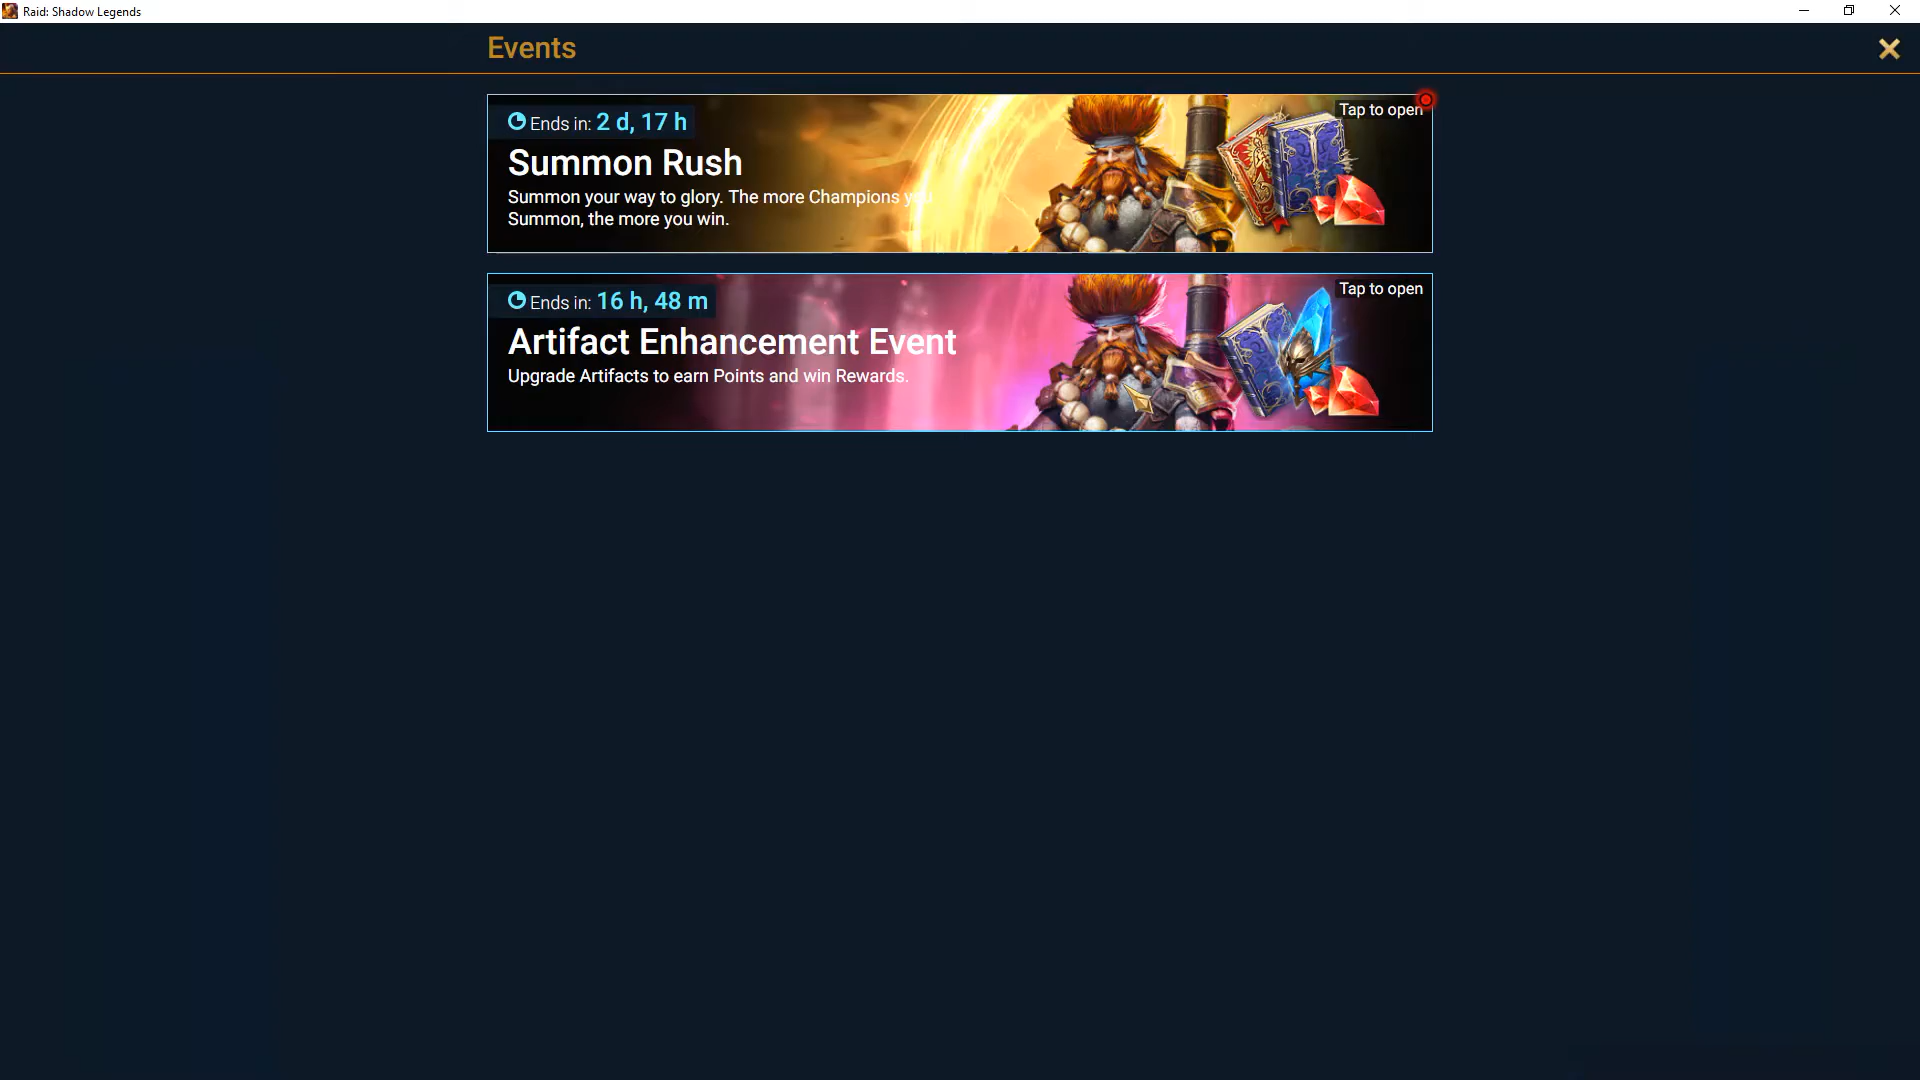 Raid: Shadow Legends
Events
Ends in: 2 d, 17 h
Tap to open
Summon Rush
Summon your way to glory. The more Champions you
Summon, the more you win.
Ends in: 16 h, 48 m
Tap to open
Artifact Enhancement Event
Upgrade Artifacts to earn Points and win Rewards.